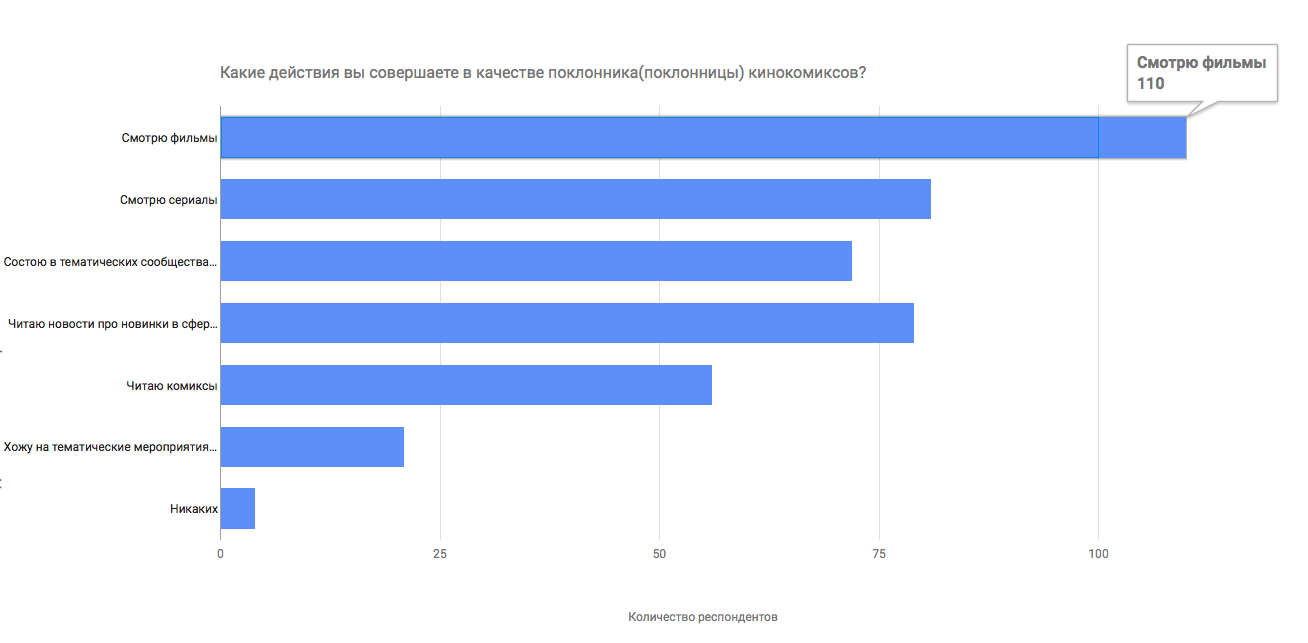 Какие действия вы совершаете в качестве поклонника(поклонницы) кинокомиксов?
Смотрю фильмы
110
Смотрю фильмы
Смотрю сериалы
Состою в тематических сообщества...
Читаю новости про новинки в сфер...
Читаю комиксы
Хожу на тематические мероприятия...
Никаких
0 25 50 75 100
Количество респондентов